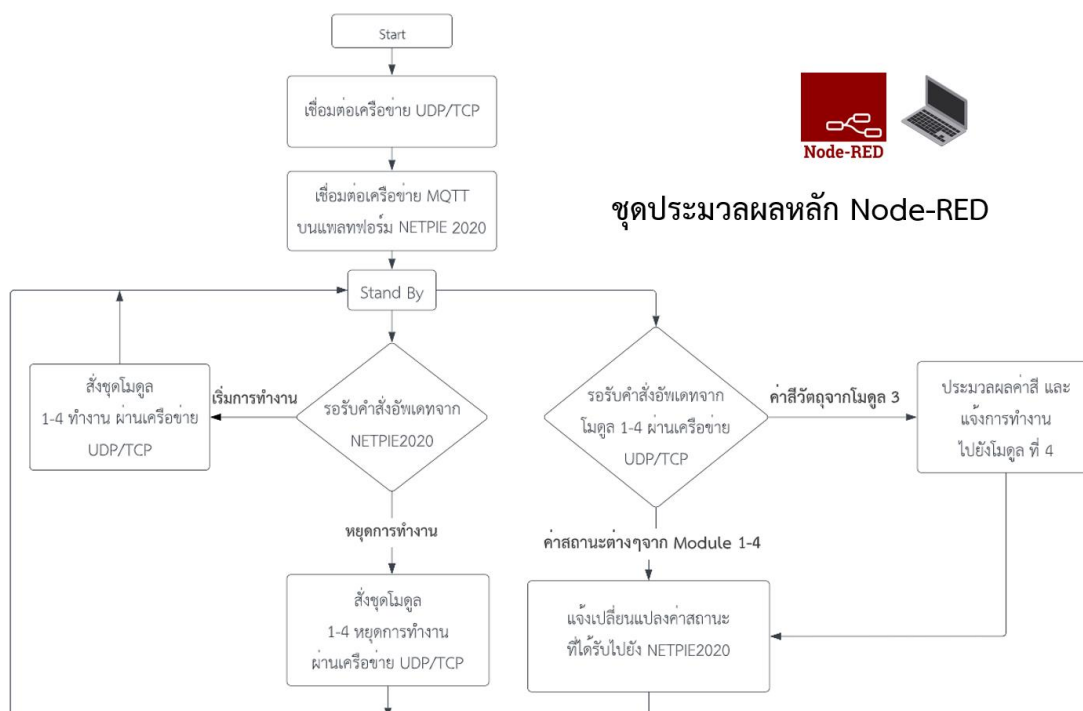 Start
เชื่อมต่อเครือข่าย UDP/TCP
Node-RED
เชื่อมต่อเครือข่าย MQTT
บนแพลทฟอร์ม NETPIE 2020
ชุดประมวลผลหลัก Node-RED
Stand By
สั่งชุดโมดูล
1-4 ทำงาน ผ่านเครือข่าย
UDP/TCP
เริ่มการทำงาน
รอรับคำสั่งอัพเดทจาก
NETPIE2020
รอรับคำสั่งอัพเดทจาก
โมดูล 1-4 ผ่านเครือข่าย
UDP/TCP
ค่าสีวัตถุจากโมดูล 3
ประมวลผลค่าสี และ
แจ้งการทำงาน
ไปยังโมดูล ที่ 4
หยุดการทำงาน
ค่าสถานะต่างๆจาก Module 1-4
สั่งชุดโมดูล
1-4 หยุดการทำงาน
ผ่านเครือข่าย UDP/TCP
แจ้งเปลี่ยนแปลงค่าสถานะ
ที่ได้รับไปยัง NETPIE2020